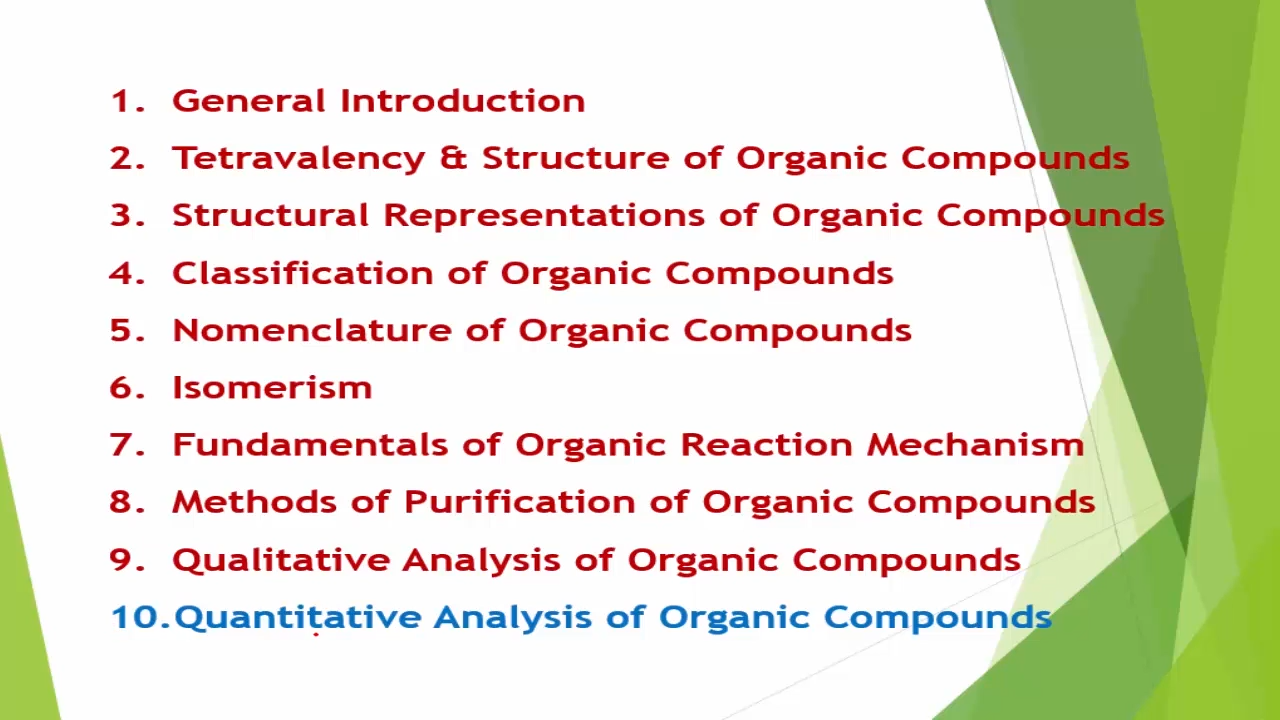 1. General Introduction
2. Tetravalency & Structure of Organic Compounds
3. Structural Representations of Organic Compounds
4. Classification of Organic Compounds
5. Nomenclature of Organic Compounds
6. Isomerism
7. Fundamentals of Organic Reaction Mechanism
8. Methods of Purification of Organic Compounds
9. Qualitative Analysis of Organic Compounds
10.Quantitative Analysis of Organic Compounds